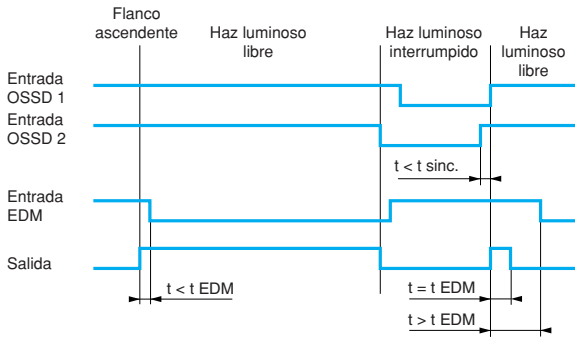 Flanco
ascendente
Haz luminoso
libre
Haz luminoso
interrumpido
Haz
luminoso
libre
Entrada
OSSD 1
Entrada
OSSD 2
t < t sinc.
Entrada
EDM
Salida
t < t EDM
t = t EDM
t > t EDM